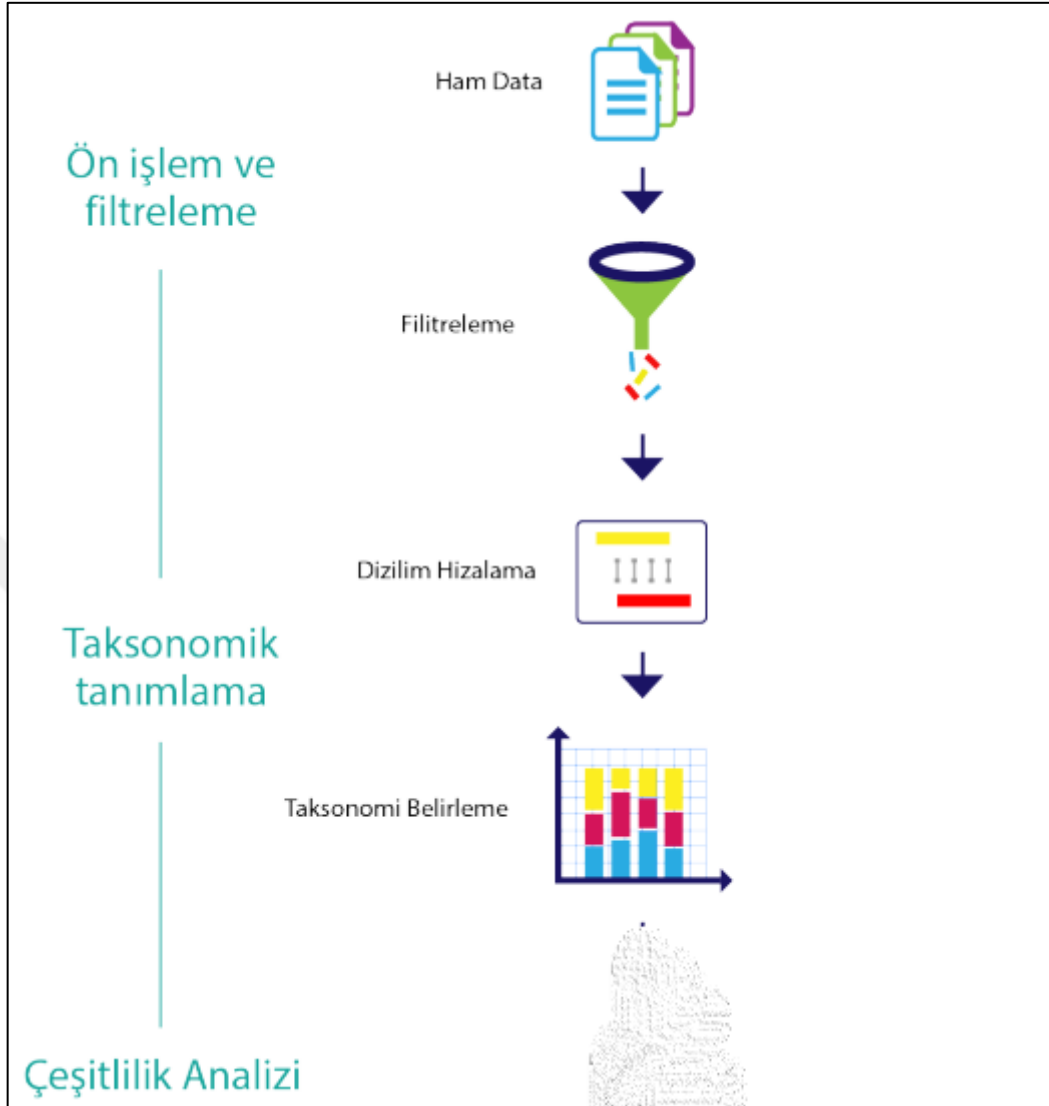 Ham Data
Ön işlem ve
filtreleme
Filitreleme
Dizilim Hizalama
Taksonomik
tanımlama
Taksonomi Belirleme
Çeşitlilik Analizi